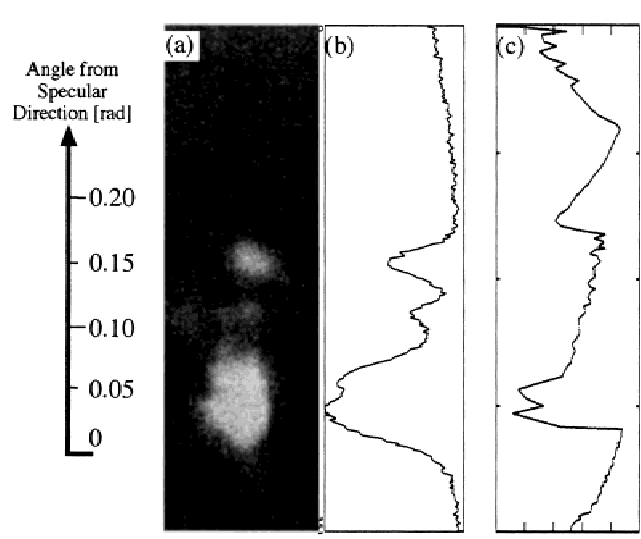 (a)
(b)
(c)
Angle from
Specular
Direction [rad]
0.20
0.15
0.10
0.05
0